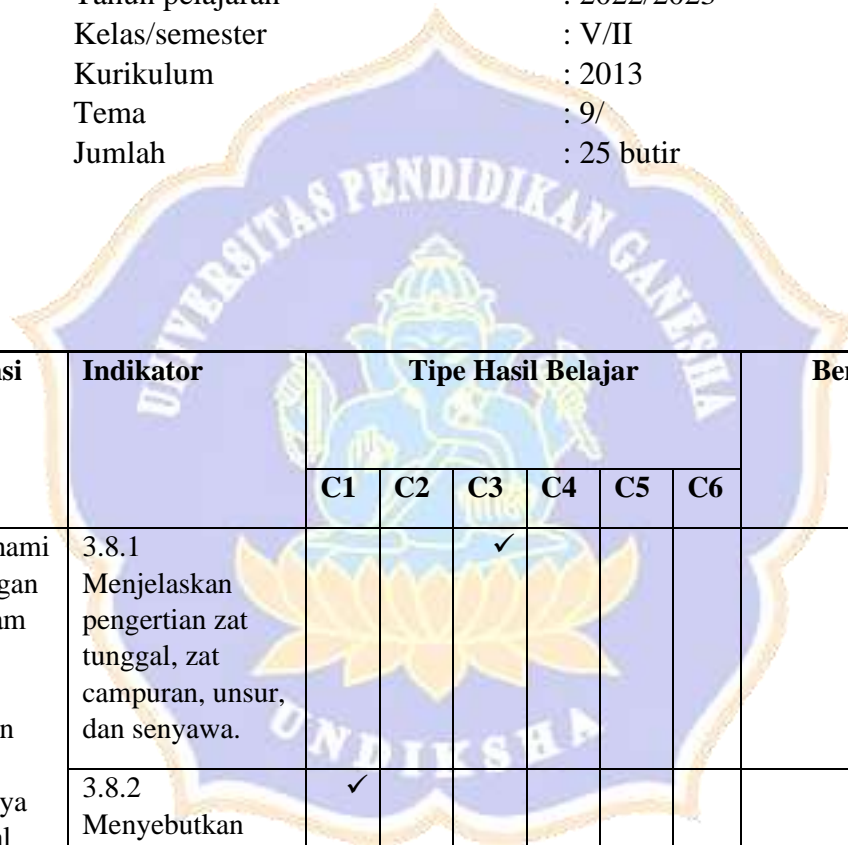 Tahun pelajaran : 2022/2023
Kelas/semester : V/II
Kurikulum : 2013
Tema : 9/
Jumlah : 25 butir
UNIVERSITAS PENDIDIKAN GANESHA
Indikator Tipe Hasil Belajar
C1 C2 C3 C4 C5 C6
3.8.1 ✓
Menjelaskan
pengertian zat
tunggal, zat
campuran, unsur,
dan senyawa.
UNDIKSHA
3.8.2 ✓
Menyebutkan